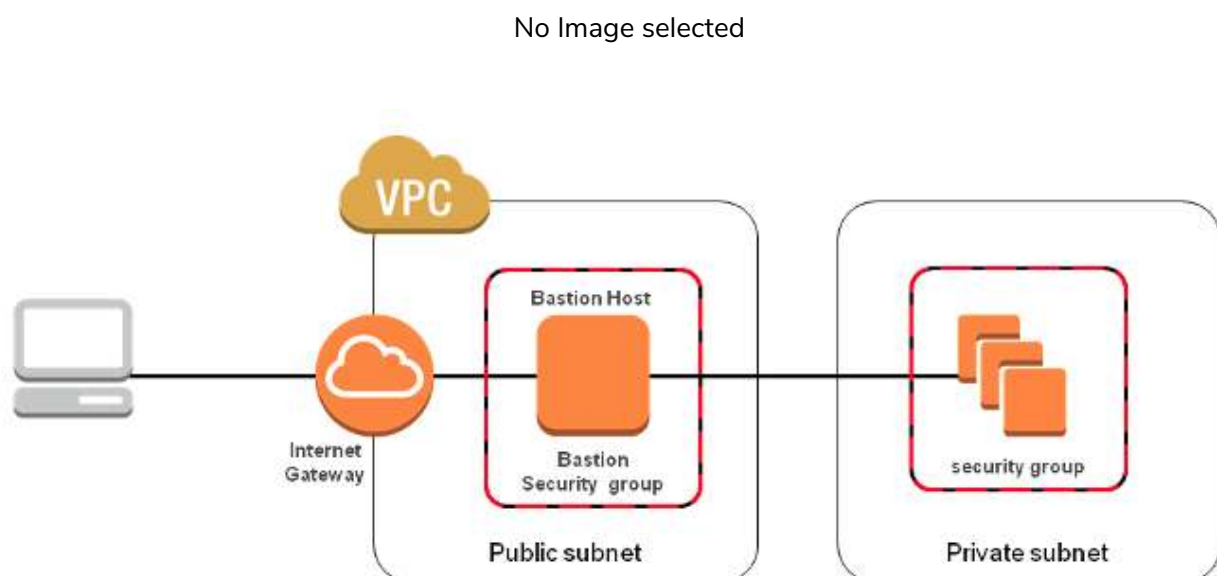 No Image selected
VPC
Bastion Host
Internet
Gateway
Bastion
Security group
security group
Public subnet
Private subnet